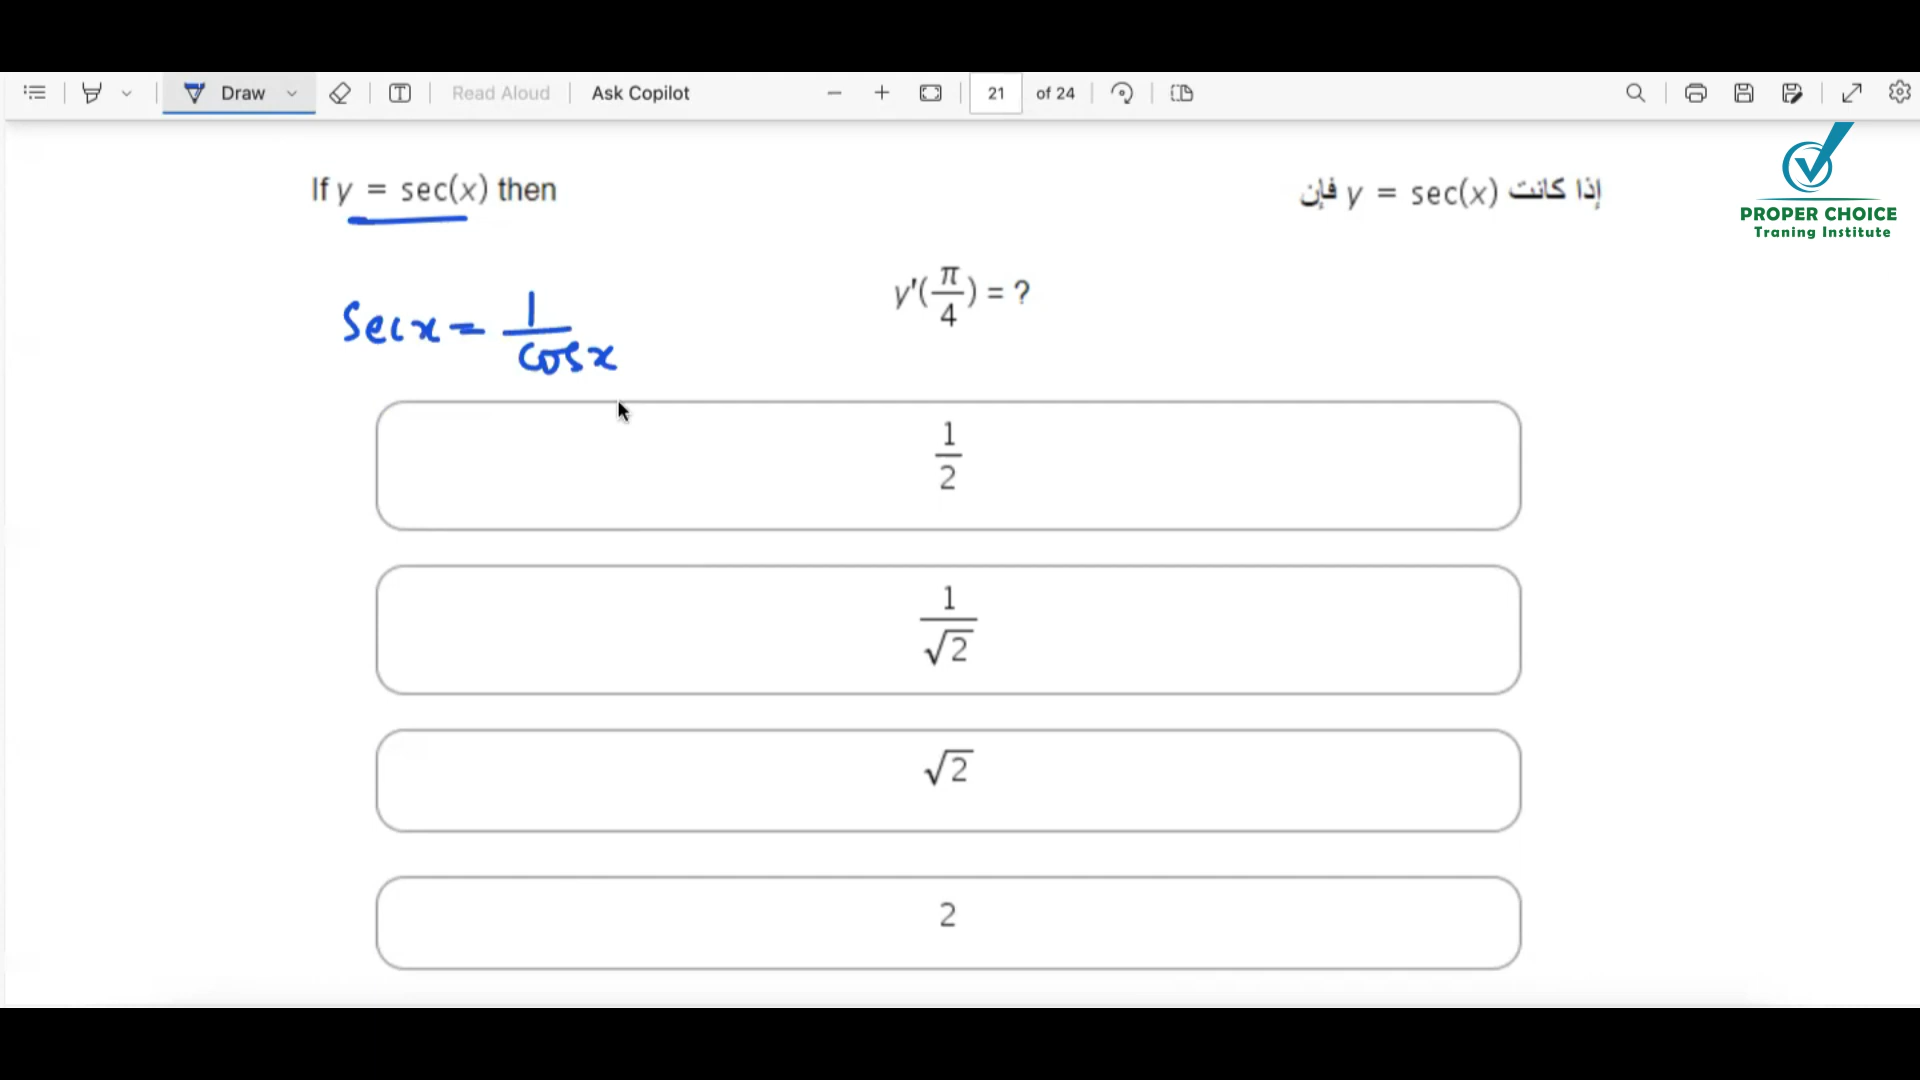 Draw
Read Aloud
Ask Copilot
21 of 24
PROPER CHOICE
Traning Institute
If y = sec(x) then
إذا كانت y = sec(x) فإن
y'(π/4) = ?
Secx = 1/cosx
1/2
1/√2
√2
2